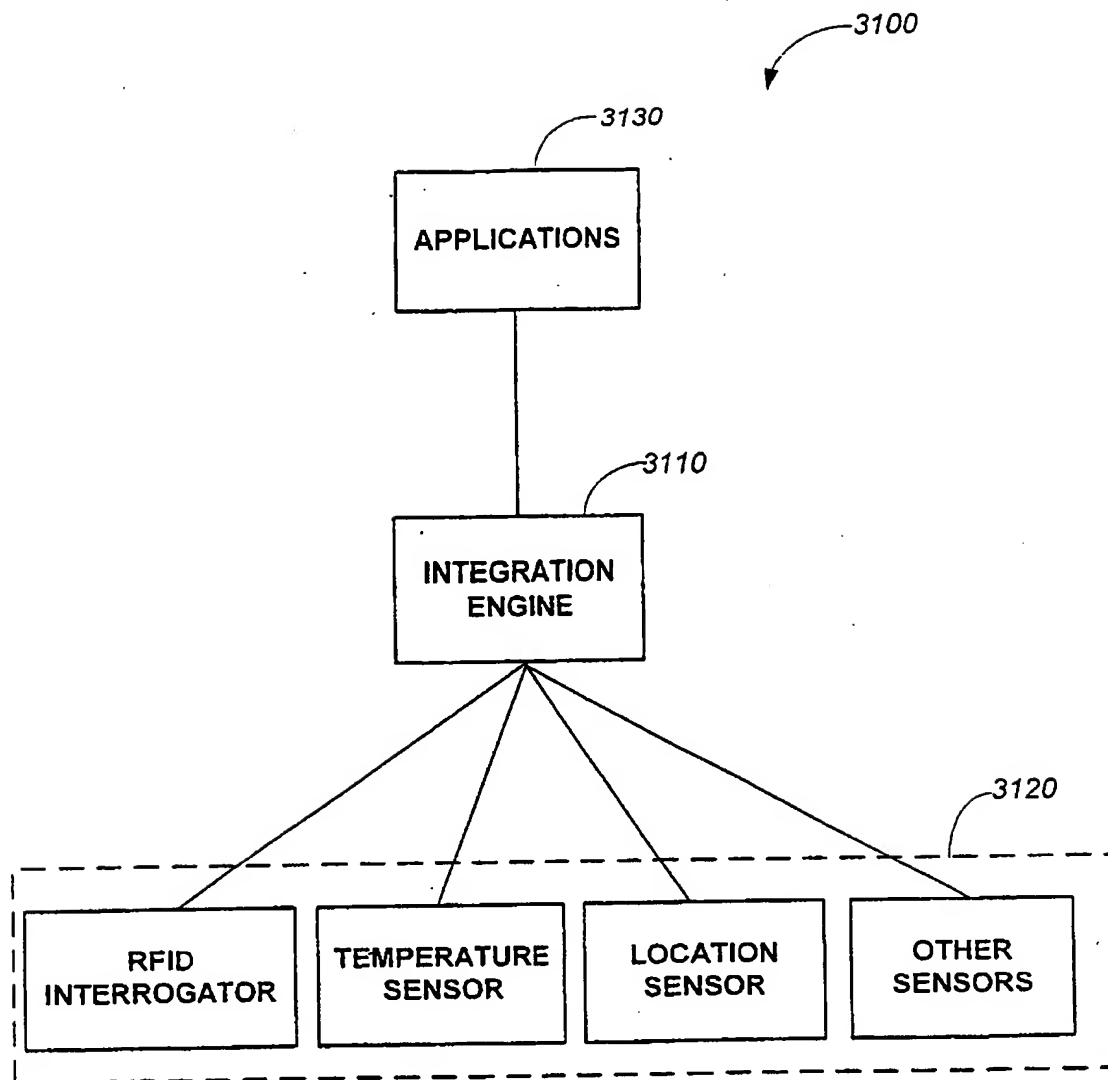 3100
3130
APPLICATIONS
3110
INTEGRATION
ENGINE
3120
RFID
INTERROGATOR
TEMPERATURE
SENSOR
LOCATION
SENSOR
OTHER
SENSORS